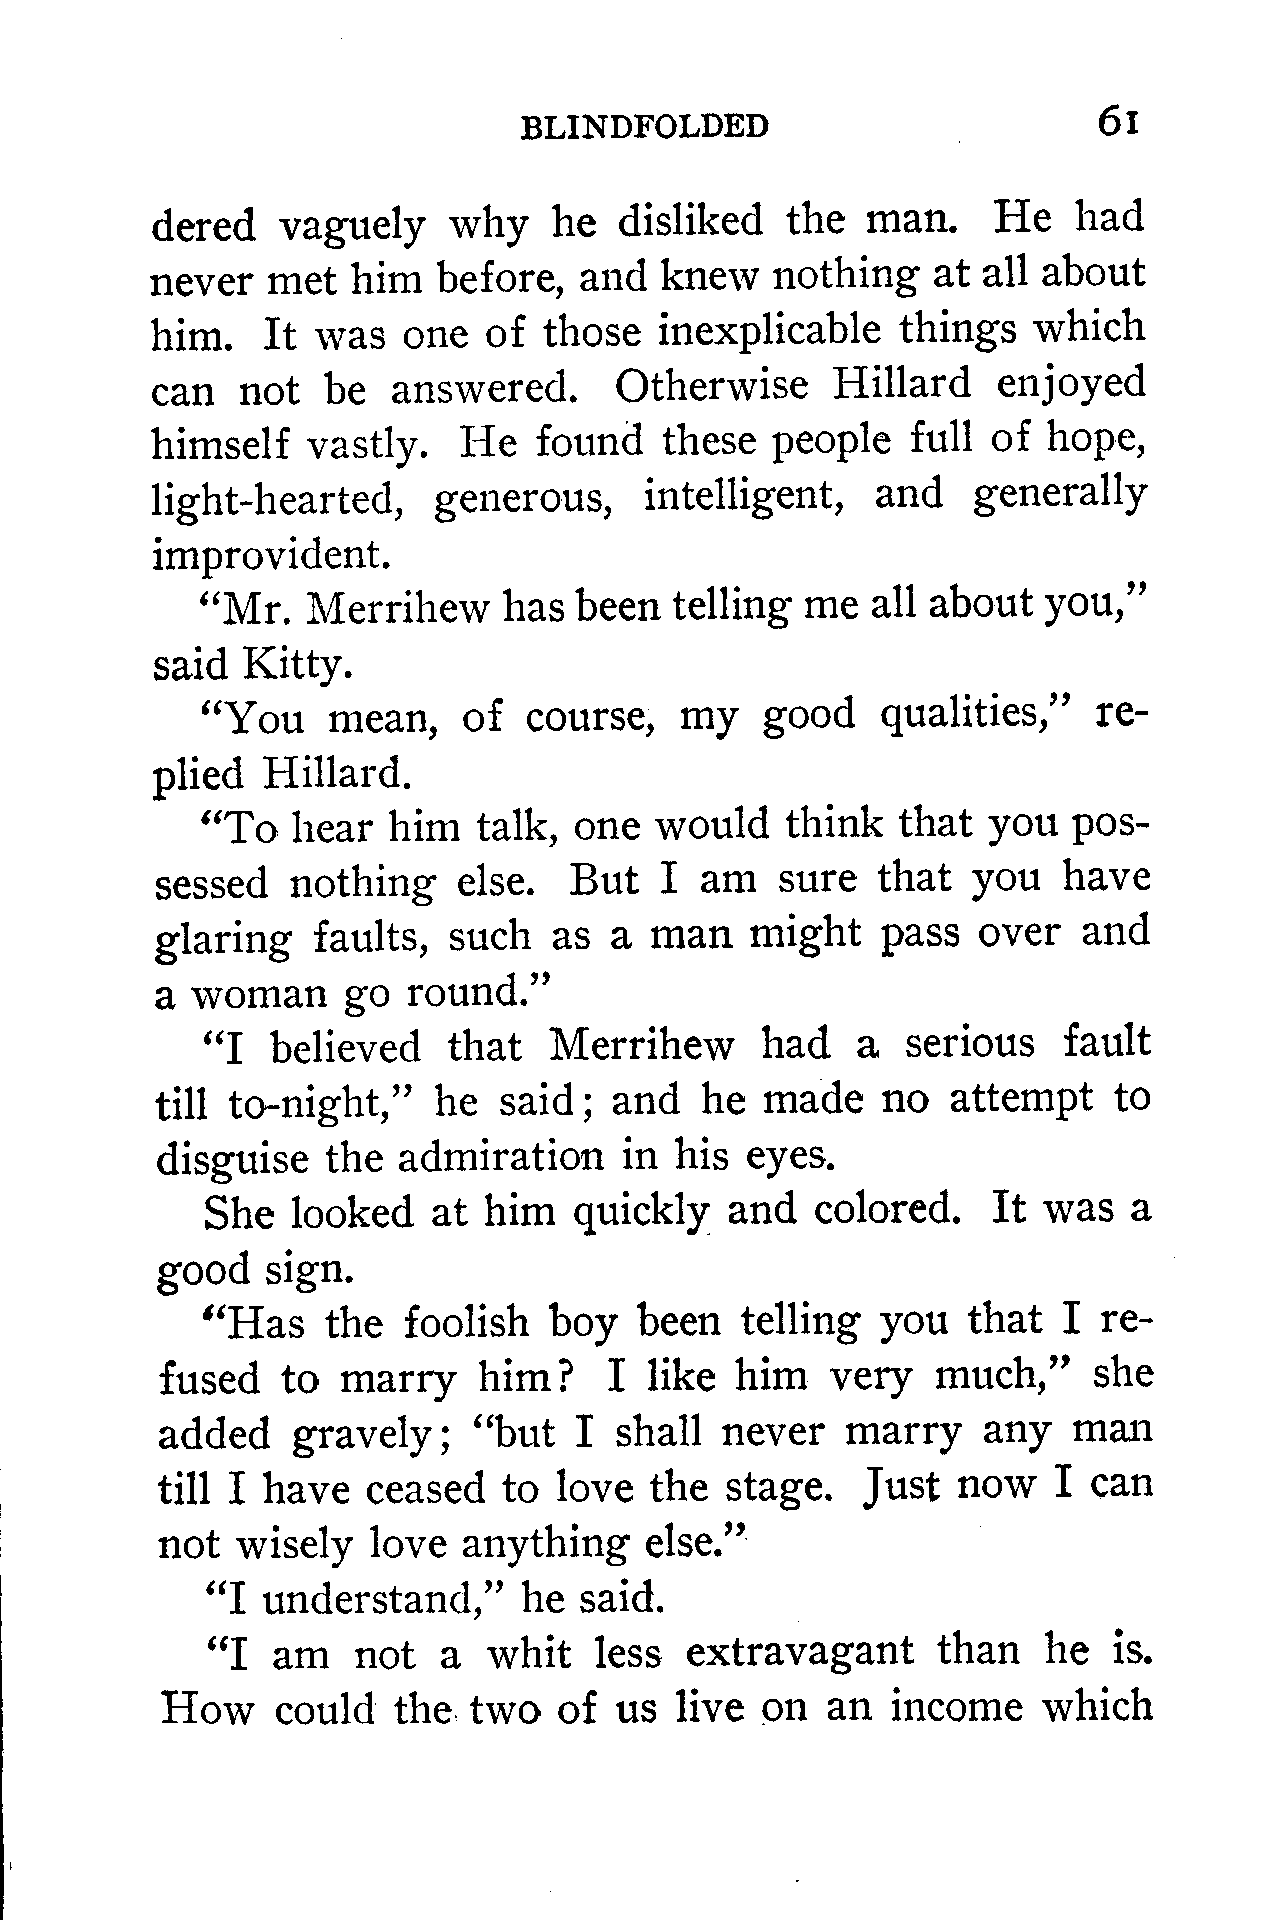 BLINDFOLDED 61
dered vaguely why he disliked the man. He had
never met him before, and knew nothing at all about
him. It was one of those inexplicable things which
can not be answered. Otherwise Hillard enjoyed
himself vastly. He found these people full of hope,
light-hearted, generous, intelligent, and generally
improvident.
“Mr. Merrihew has been telling me all about you,”
said Kitty.
“You mean, of course, my good qualities,” re-
plied Hillard.
“To hear him talk, one would think that you pos-
sessed nothing else. But I am sure that you have
glaring faults, such as a man might pass over and
a woman go round.”
“I believed that Merrihew had a serious fault
till to-night,” he said; and he made no attempt to
disguise the admiration in his eyes.
She looked at him quickly and colored. It was a
good sign.
“Has the foolish boy been telling you that I re-
fused to marry him? I like him very much,” she
added gravely; “but I shall never marry any man
till I have ceased to love the stage. Just now I can
not wisely love anything else.”
“I understand,” he said.
“I am not a whit less extravagant than he is.
How could the two of us live on an income which